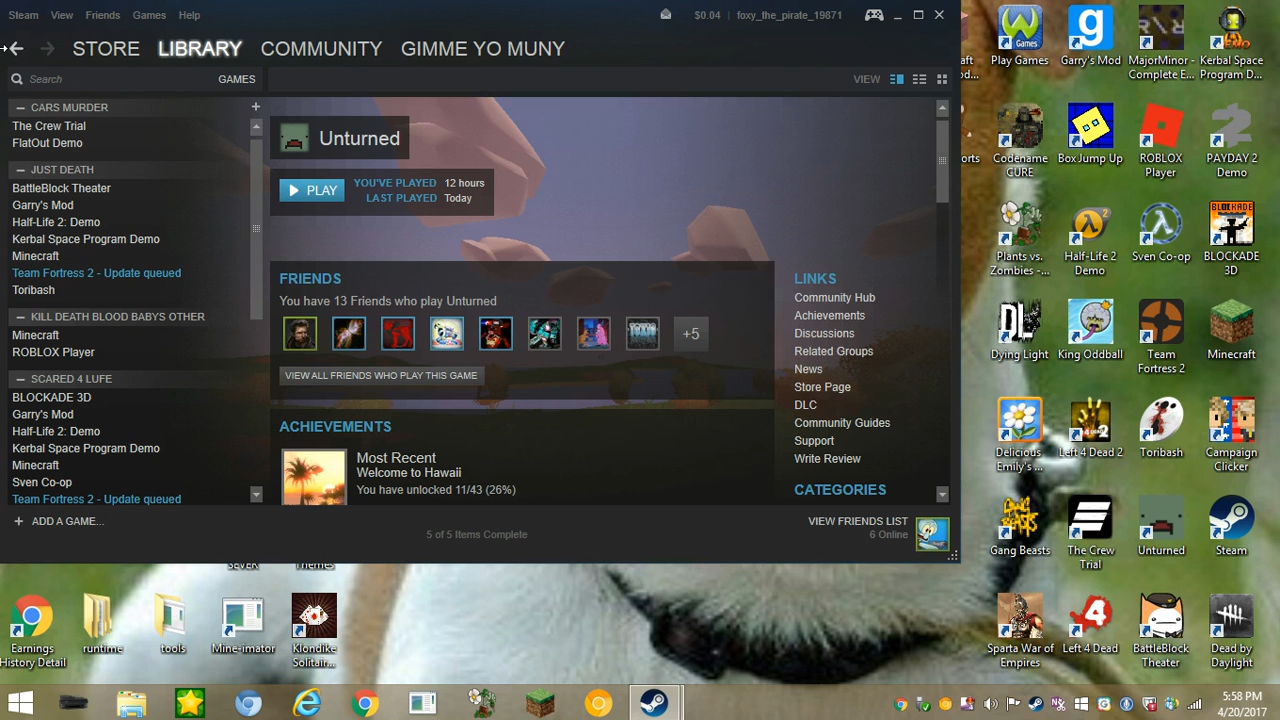 Steam View Friends Games Help
$0.04 foxy_the_pirate_19871
STORE LIBRARY COMMUNITY GIMME YO MUNY
Search GAMES
VIEW
CARS MURDER
The Crew Trial
FlatOut Demo
JUST DEATH
BattleBlock Theater
Garry's Mod
Half-Life 2: Demo
Kerbal Space Program Demo
Minecraft
Team Fortress 2 - Update queued
Toribash
KILL DEATH BLOOD BABYS OTHER
Minecraft
ROBLOX Player
SCARED 4 LUFE
BLOCKADE 3D
Garry's Mod
Half-Life 2: Demo
Kerbal Space Program Demo
Minecraft
Sven Co-op
Team Fortress 2 - Update queued
ADD A GAME...
Unturned
PLAY
YOU'VE PLAYED 12 hours
LAST PLAYED Today
FRIENDS
You have 13 Friends who play Unturned
+5
VIEW ALL FRIENDS WHO PLAY THIS GAME
ACHIEVEMENTS
Most Recent
Welcome to Hawaii
You have unlocked 11/43 (26%)
LINKS
Community Hub
Achievements
Discussions
Related Groups
News
Store Page
DLC
Community Guides
Support
Write Review
CATEGORIES
5 of 5 Items Complete
VIEW FRIENDS LIST
6 Online
Games
Play Games
Garry's Mod
MajorMinor -
Complete E...
DEMO
Kerbal Space
Program D...
Codename
CURE
Box Jump Up
ROBLOX
Player
PAYDAY 2
Demo
Plants vs.
Zombies -...
Half-Life 2
Demo
Sven Co-op
BLOCKADE
BLOCKADE
3D
DL
Dying Light
King Oddball
Team
Fortress 2
Minecraft
Delicious
Emily's ...
Left 4 Dead 2
Toribash
Campaign
Clicker
GANG BEASTS
Gang Beasts
The Crew
Trial
Unturned
Steam
Sparta War of
Empires
Left 4 Dead
BattleBlock
Theater
Dead by
Daylight
Earnings
History Detail
runtime
tools
Mine-imator
Klondike
Solitair...
5:58 PM
4/20/2017